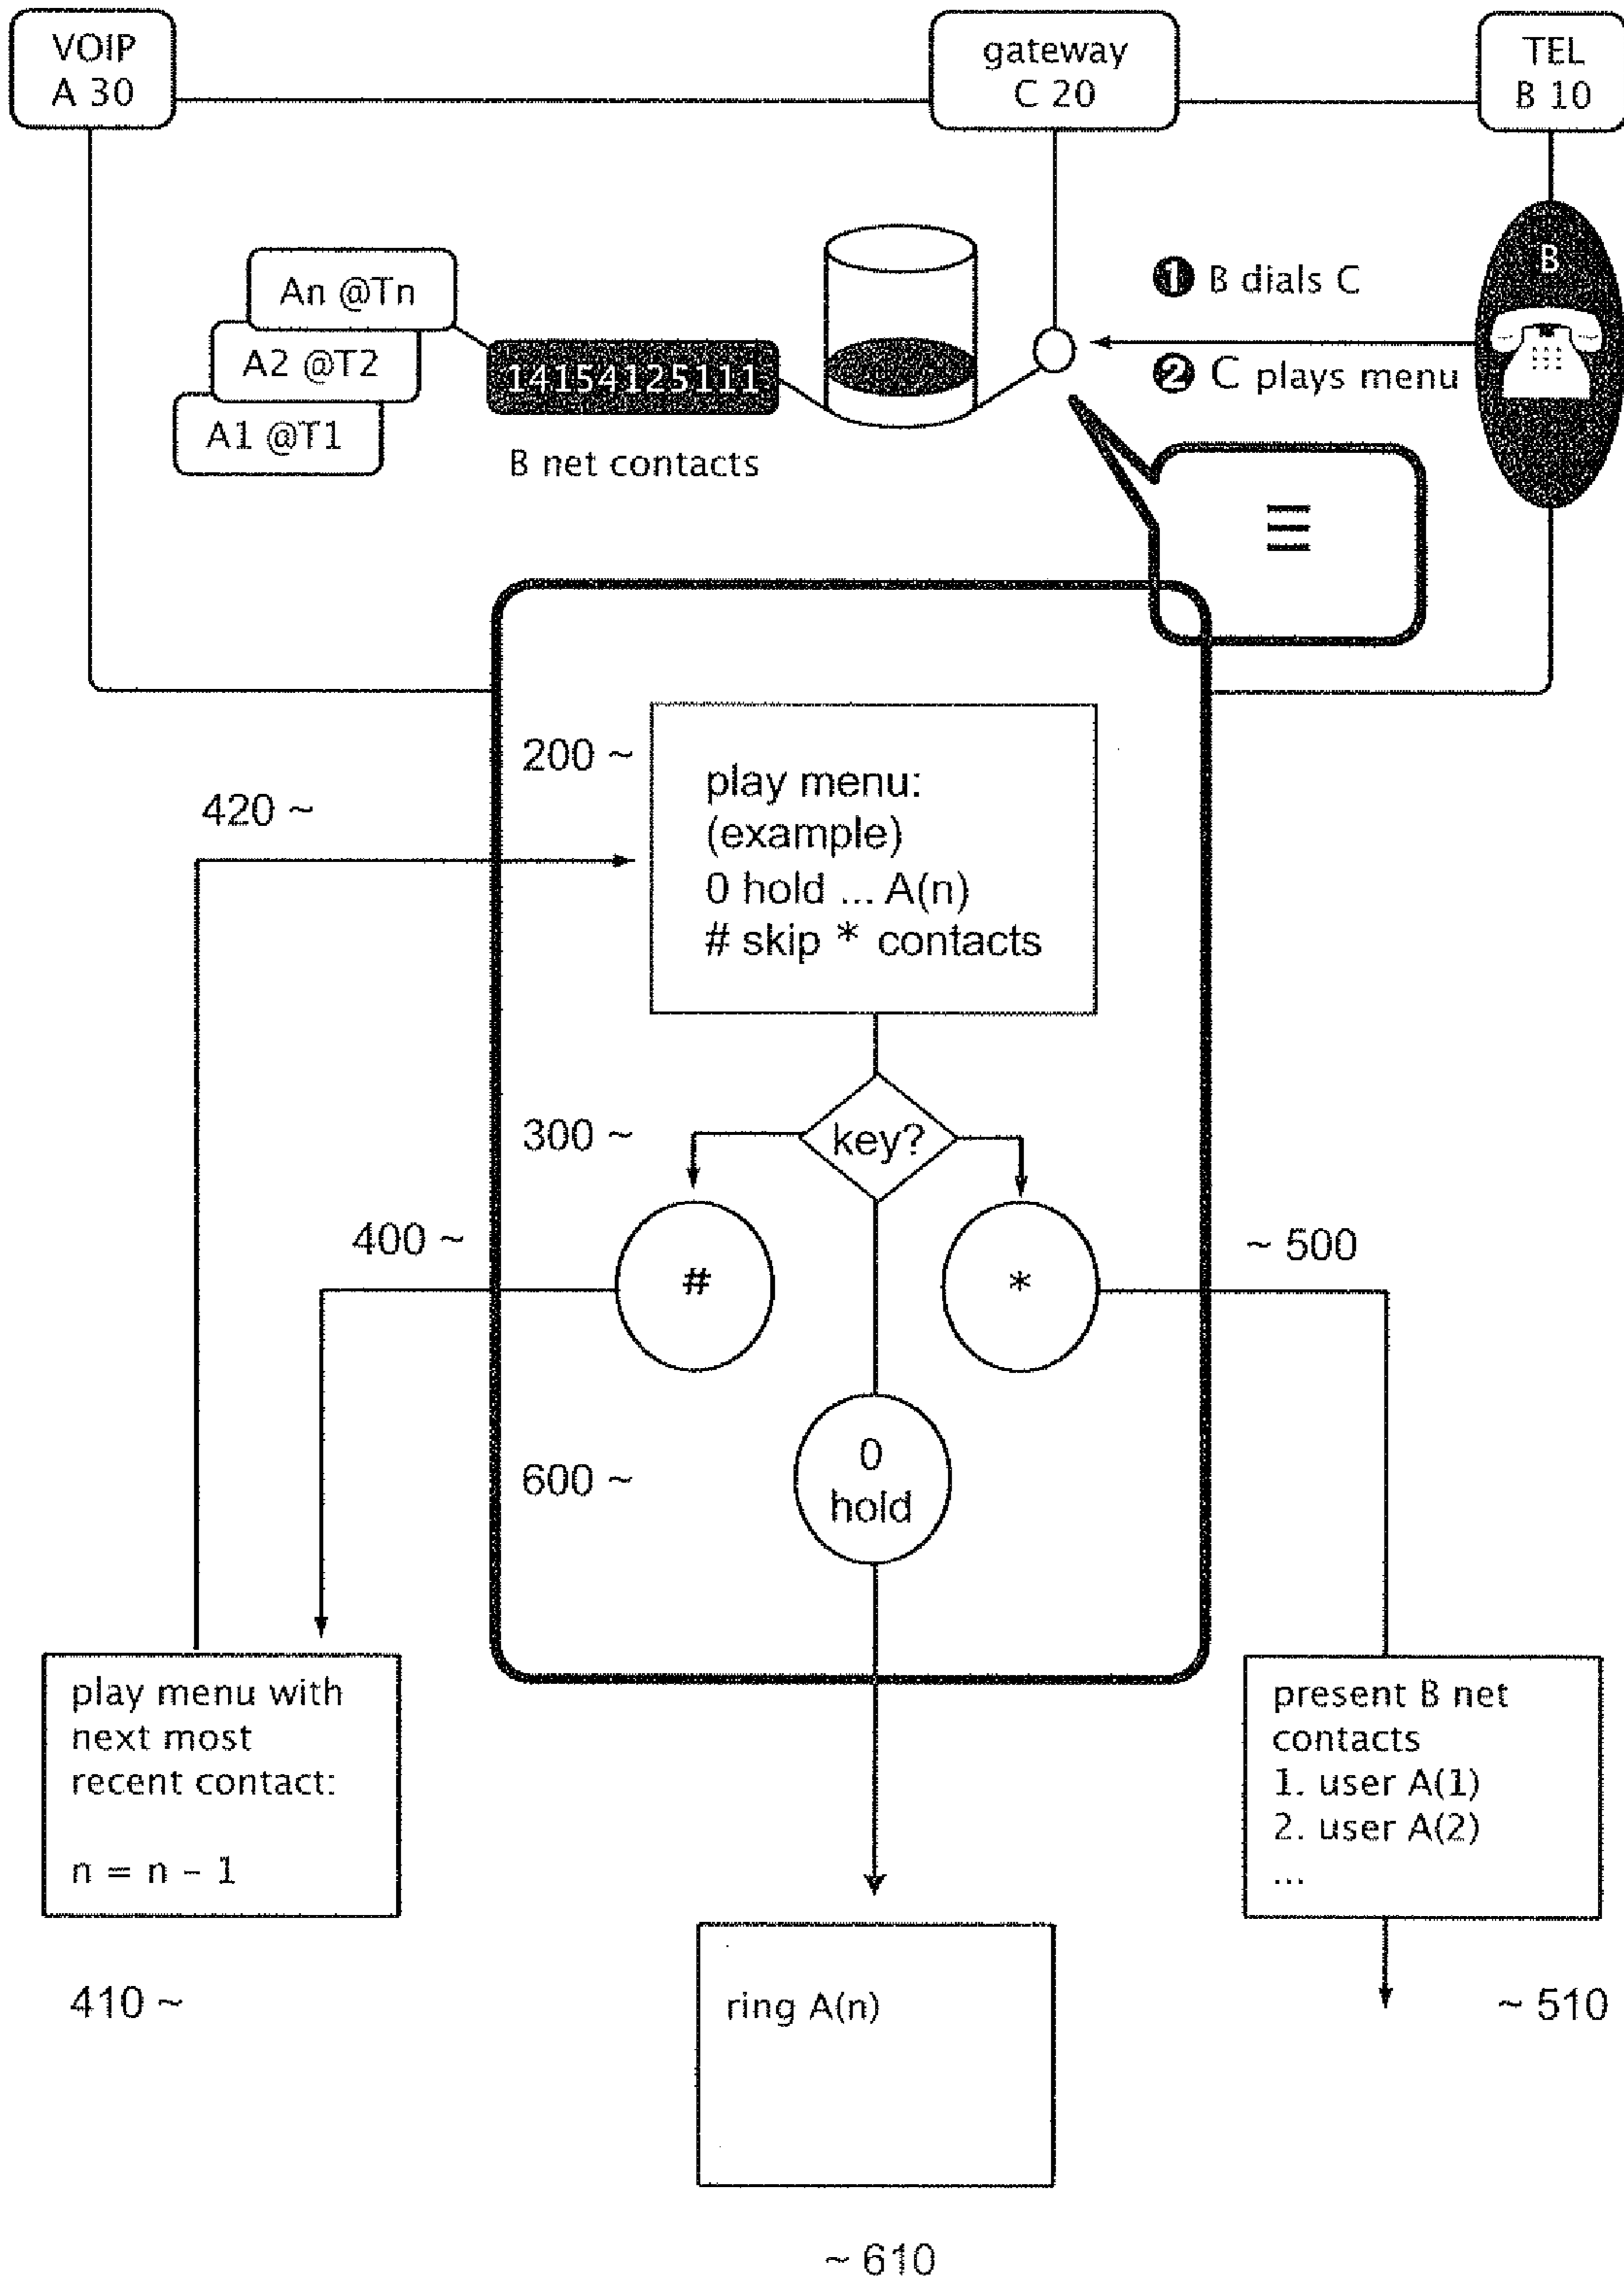 VOIP
A 30
gateway
C 20
TEL
B 10
B
❶ B dials C
An @Tn
A2 @T2
A1 @T1
14154125111
❷ C plays menu
B net contacts
200 ~
play menu:
(example)
0 hold ... A(n)
# skip * contacts
420 ~
300 ~
key?
400 ~
#
*
~ 500
600 ~
0
hold
play menu with
next most
recent contact:
n = n - 1
present B net
contacts
1. user A(1)
2. user A(2)
...
410 ~
ring A(n)
~ 510
~ 610